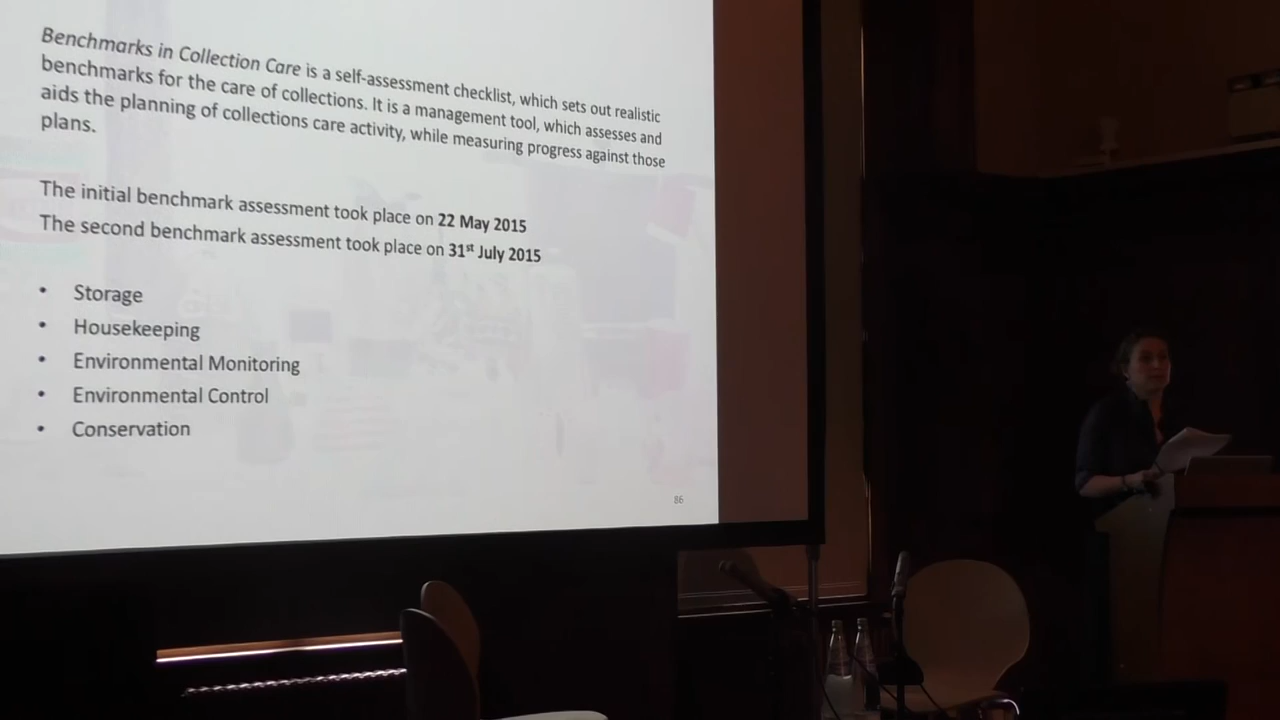 Benchmarks in Collection Care is a self-assessment checklist, which sets out realistic
benchmarks for the care of collections. It is a management tool, which assesses and
aids the planning of collections care activity, while measuring progress against those
plans.
The initial benchmark assessment took place on 22 May 2015
The second benchmark assessment took place on 31st July 2015
• Storage
• Housekeeping
• Environmental Monitoring
• Environmental Control
• Conservation
86